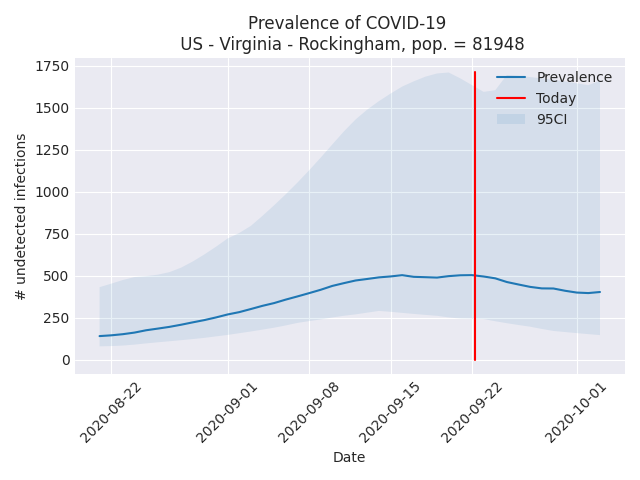 Prevalence of COVID-19
US - Virginia - Rockingham, pop. = 81948
# undetected infections
1750
1500
1250
1000
750
500
250
0
Prevalence
Today
95CI
2020-08-22
2020-09-01
2020-09-08
2020-09-15
2020-09-22
2020-10-01
Date